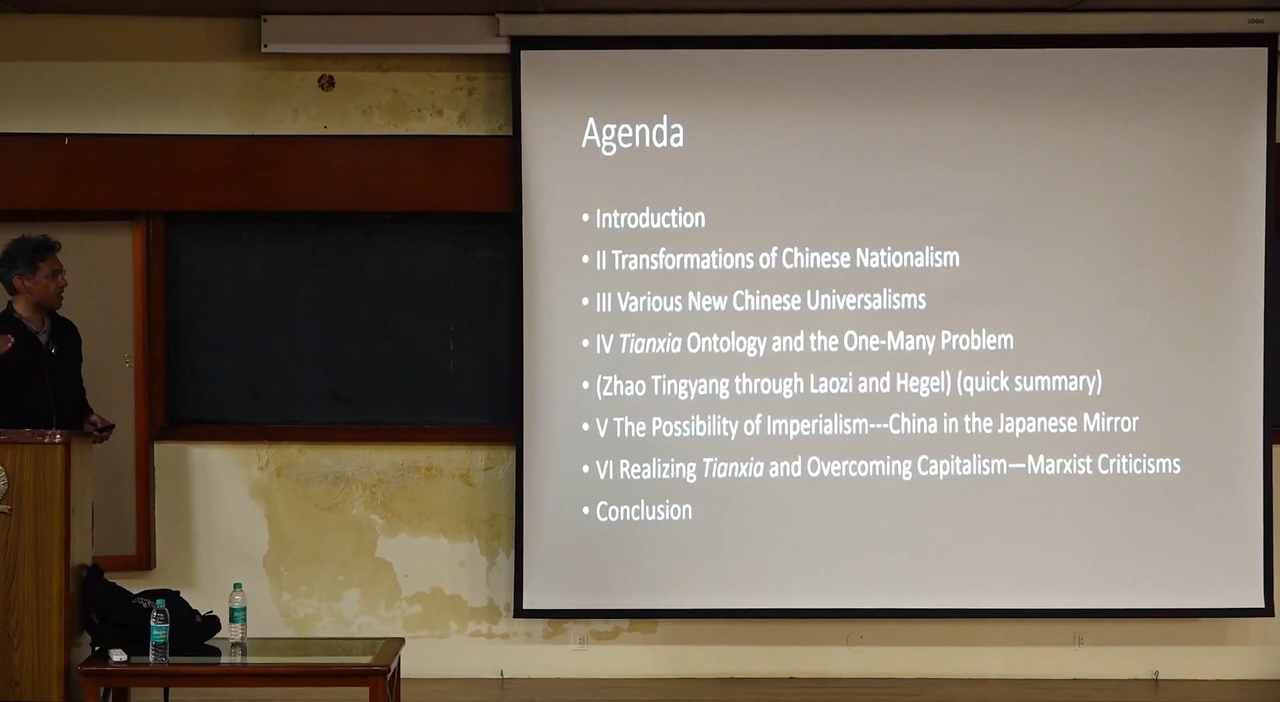 LOGIC
Agenda
• Introduction
• II Transformations of Chinese Nationalism
• III Various New Chinese Universalisms
• IV Tianxia Ontology and the One-Many Problem
• (Zhao Tingyang through Laozi and Hegel) (quick summary)
• V The Possibility of Imperialism---China in the Japanese Mirror
• VI Realizing Tianxia and Overcoming Capitalism—Marxist Criticisms
• Conclusion